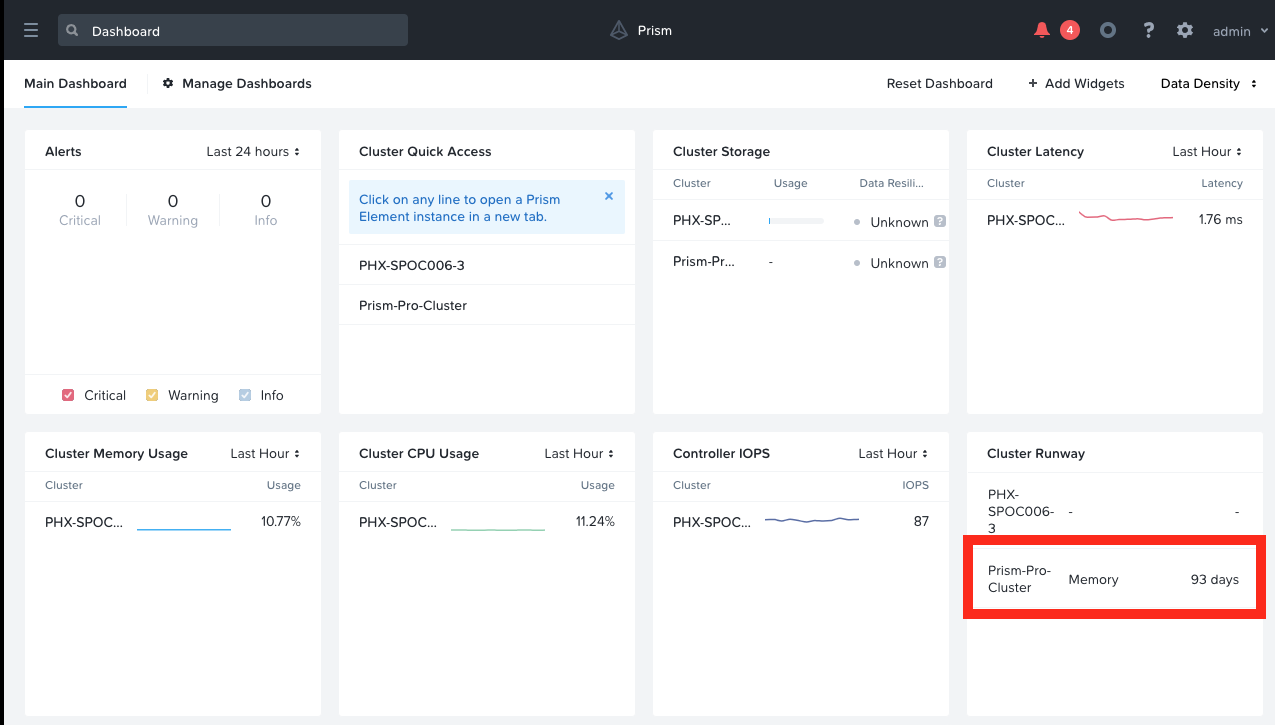 Dashboard
Prism
4
?
admin
Main Dashboard
Manage Dashboards
Reset Dashboard
+ Add Widgets
Data Density
Alerts
Last 24 hours
0
Critical
0
Warning
0
Info
Critical
Warning
Info
Cluster Quick Access
Click on any line to open a Prism
Element instance in a new tab.
×
PHX-SPOC006-3
Prism-Pro-Cluster
Cluster Storage
Cluster Usage Data Resili...
PHX-SP... Unknown ?
Prism-Pr... - Unknown ?
Cluster Latency
Last Hour
Cluster Latency
PHX-SPOC... 1.76 ms
Cluster Memory Usage
Last Hour
Cluster Usage
PHX-SPOC... 10.77%
Cluster CPU Usage
Last Hour
Cluster Usage
PHX-SPOC... 11.24%
Controller IOPS
Last Hour
Cluster IOPS
PHX-SPOC... 87
Cluster Runway
PHX-
SPOC006- - -
3
Prism-Pro-
Cluster
Memory 93 days